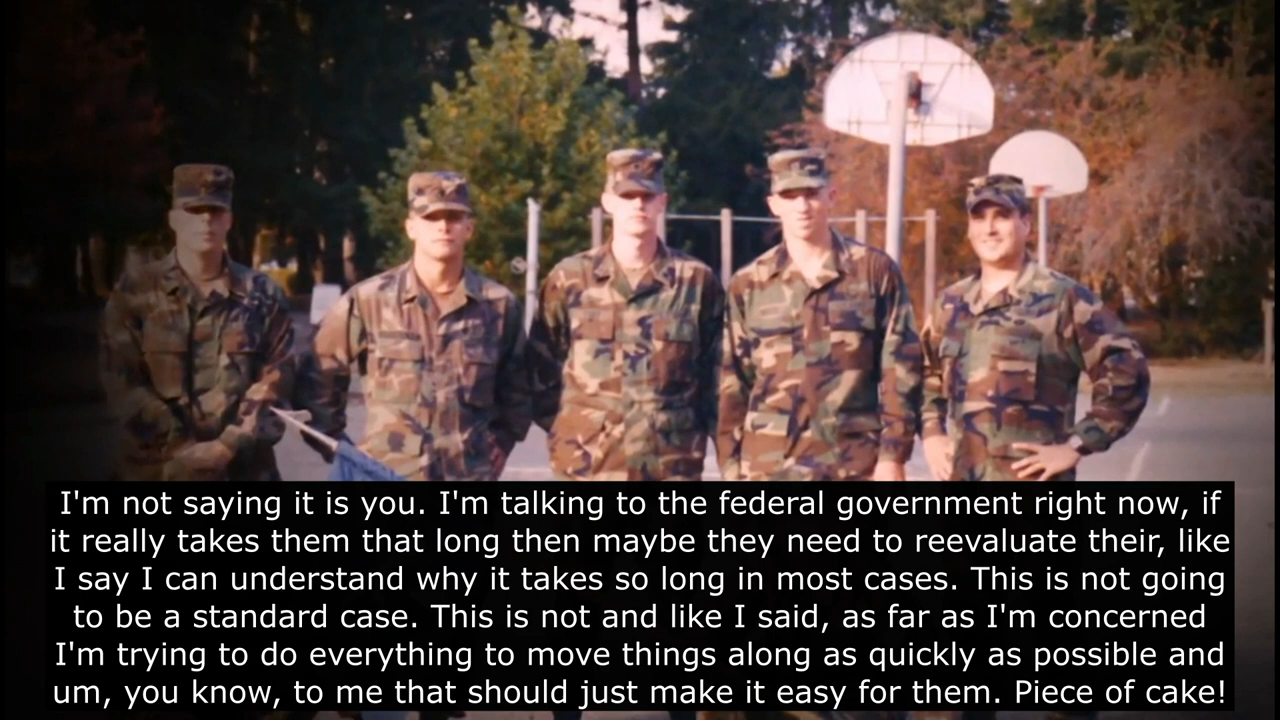 I'm not saying it is you. I'm talking to the federal government right now, if
it really takes them that long then maybe they need to reevaluate their, like
I say I can understand why it takes so long in most cases. This is not going
to be a standard case. This is not and like I said, as far as I'm concerned
I'm trying to do everything to move things along as quickly as possible and
um, you know, to me that should just make it easy for them. Piece of cake!